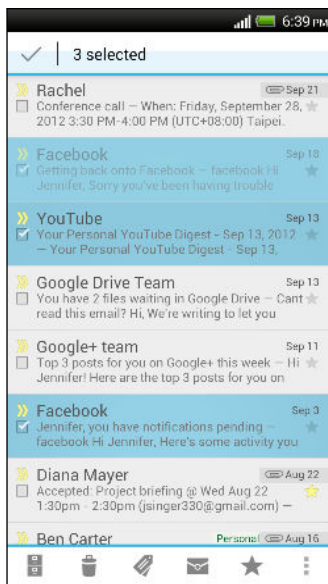 6:39 PM
3 selected
Rachel Sep 21
Conference call – When: Friday, September 28,
2012 3:30 PM-4:00 PM (UTC+08:00) Taipei.
Facebook Sep 18
Getting back onto Facebook – facebook Hi
Jennifer, Sorry you've been having trouble
YouTube Sep 13
Your Personal YouTube Digest - Sep 13, 2012
– Your Personal YouTube Digest - Sep 13,
Google Drive Team Sep 13
You have 2 files waiting in Google Drive – Cant
read this email? Hi, We're writing to let you
Google+ team Sep 11
Top 3 posts for you on Google+ this week – Hi
Jennifer! Here are the top 3 posts for you on
Facebook Sep 3
Jennifer, you have notifications pending –
facebook Hi Jennifer, Here's some activity you
Diana Mayer Aug 22
Accepted: Project briefing @ Wed Aug 22
1:30pm - 2:30pm (jsinger330@gmail.com) –
Ben Carter Personal Aug 16